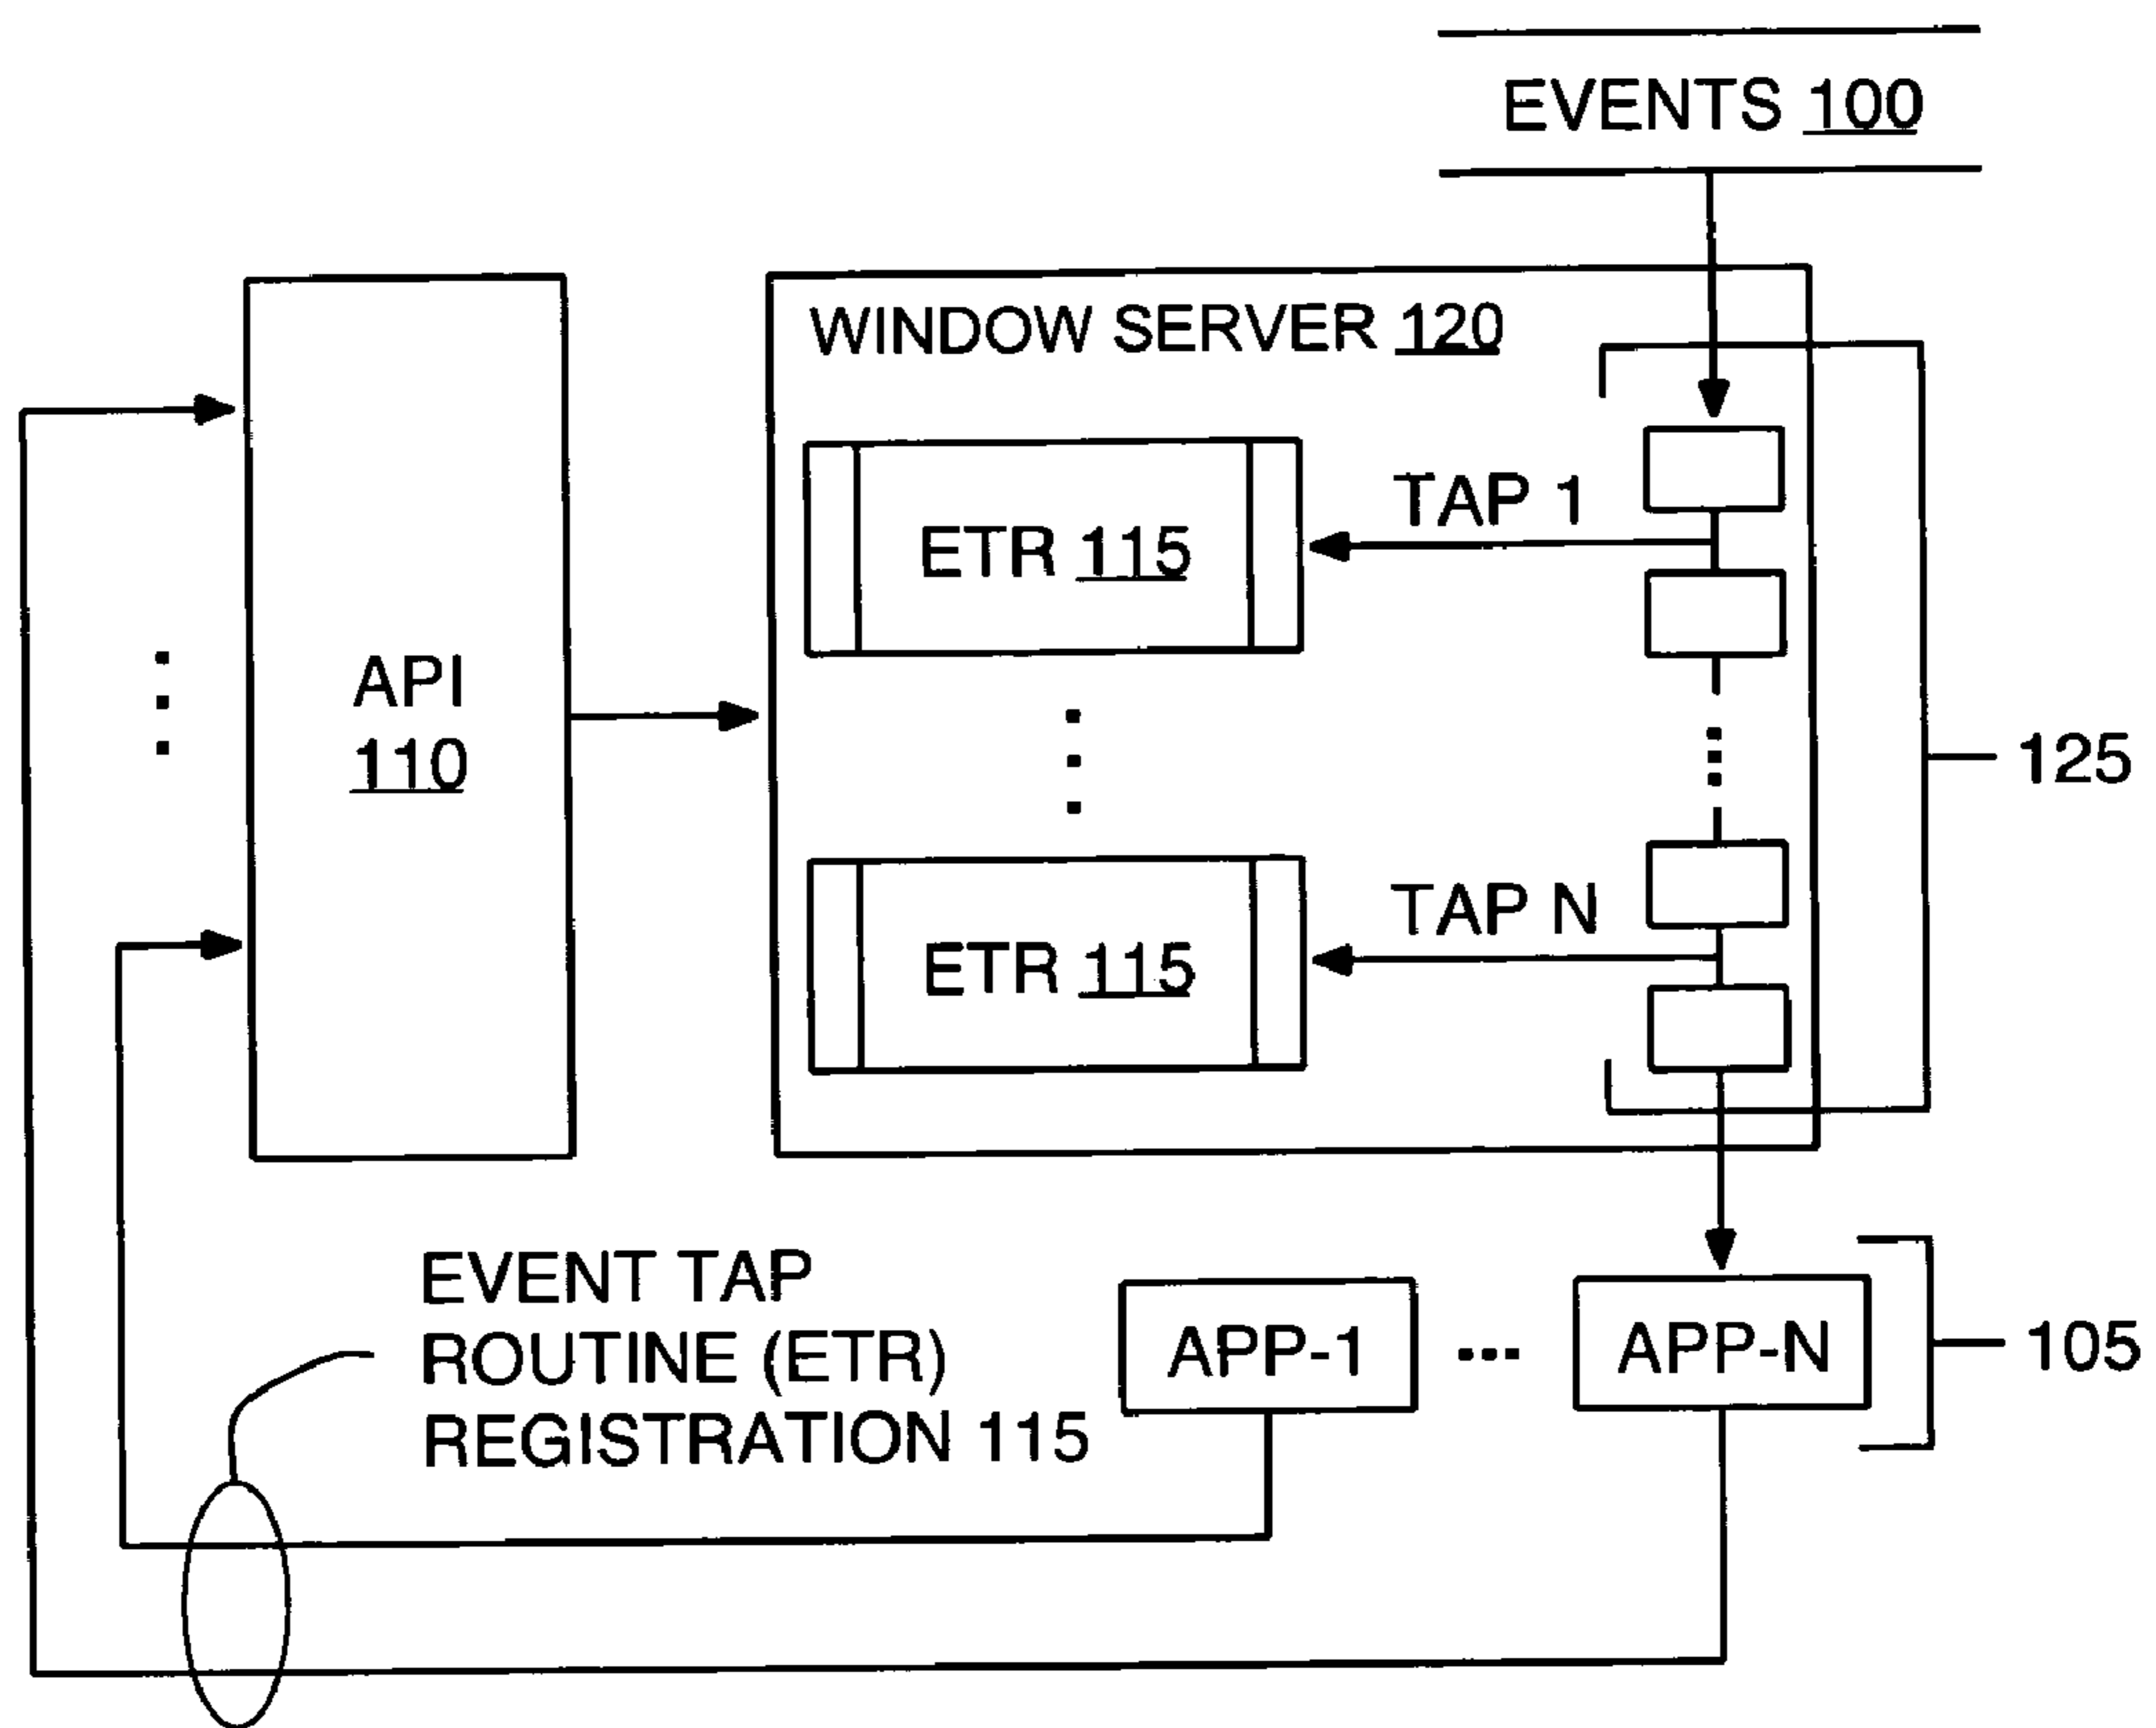 EVENTS 100
WINDOW SERVER 120
TAP 1
ETR 115
API
110
125
TAP N
ETR 115
EVENT TAP
ROUTINE (ETR)
REGISTRATION 115
APP-1
...
APP-N
105